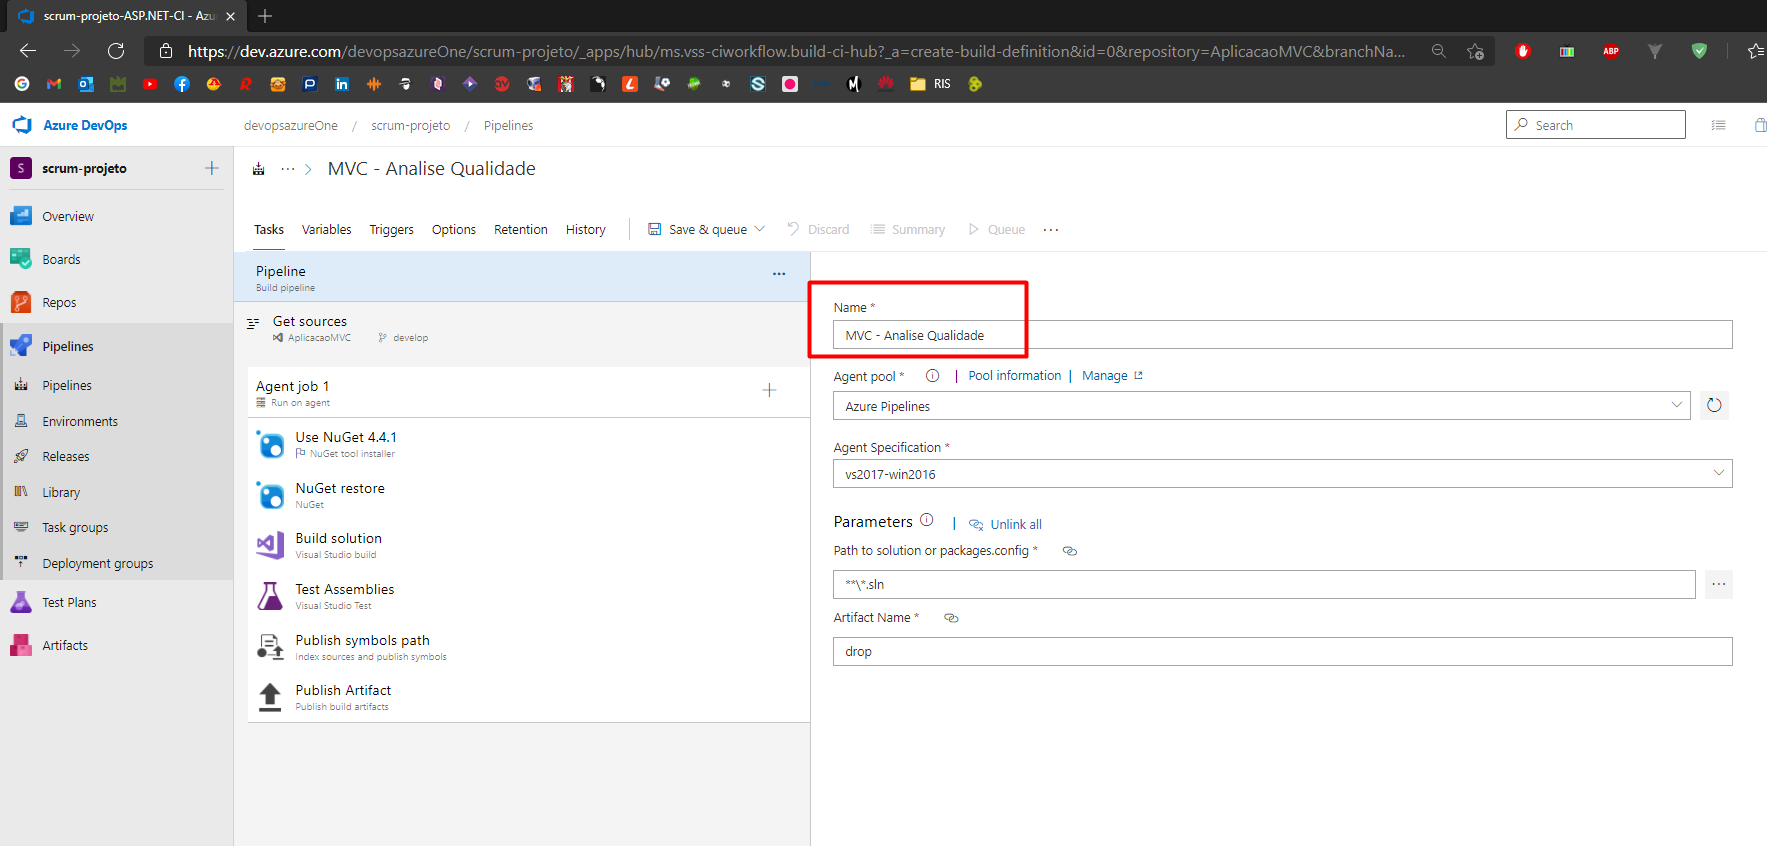 scrum-projeto-ASP.NET-CI - Azu
https://dev.azure.com/devopsazureOne/scrum-projeto/_apps/hub/ms.vss-ciworkflow.build-ci-hub?_a=create-build-definition&id=0&repository=AplicacaoMVC&branchNa...
ABP
RIS
Azure DevOps
devopsazureOne / scrum-projeto / Pipelines
Search
S scrum-projeto
MVC - Analise Qualidade
Overview
Boards
Repos
Pipelines
Pipelines
Environments
Releases
Library
Task groups
Deployment groups
Test Plans
Artifacts
Tasks Variables Triggers Options Retention History Save & queue Discard Summary Queue ...
Pipeline
Build pipeline
Get sources
AplicacaoMVC develop
Agent job 1
Run on agent
Use NuGet 4.4.1
NuGet tool installer
NuGet restore
NuGet
Build solution
Visual Studio build
Test Assemblies
Visual Studio Test
Publish symbols path
Index sources and publish symbols
Publish Artifact
Publish build artifacts
Name *
MVC - Analise Qualidade
Agent pool * | Pool information | Manage
Azure Pipelines
Agent Specification *
vs2017-win2016
Parameters | Unlink all
Path to solution or packages.config *
**\*.sln
Artifact Name *
drop